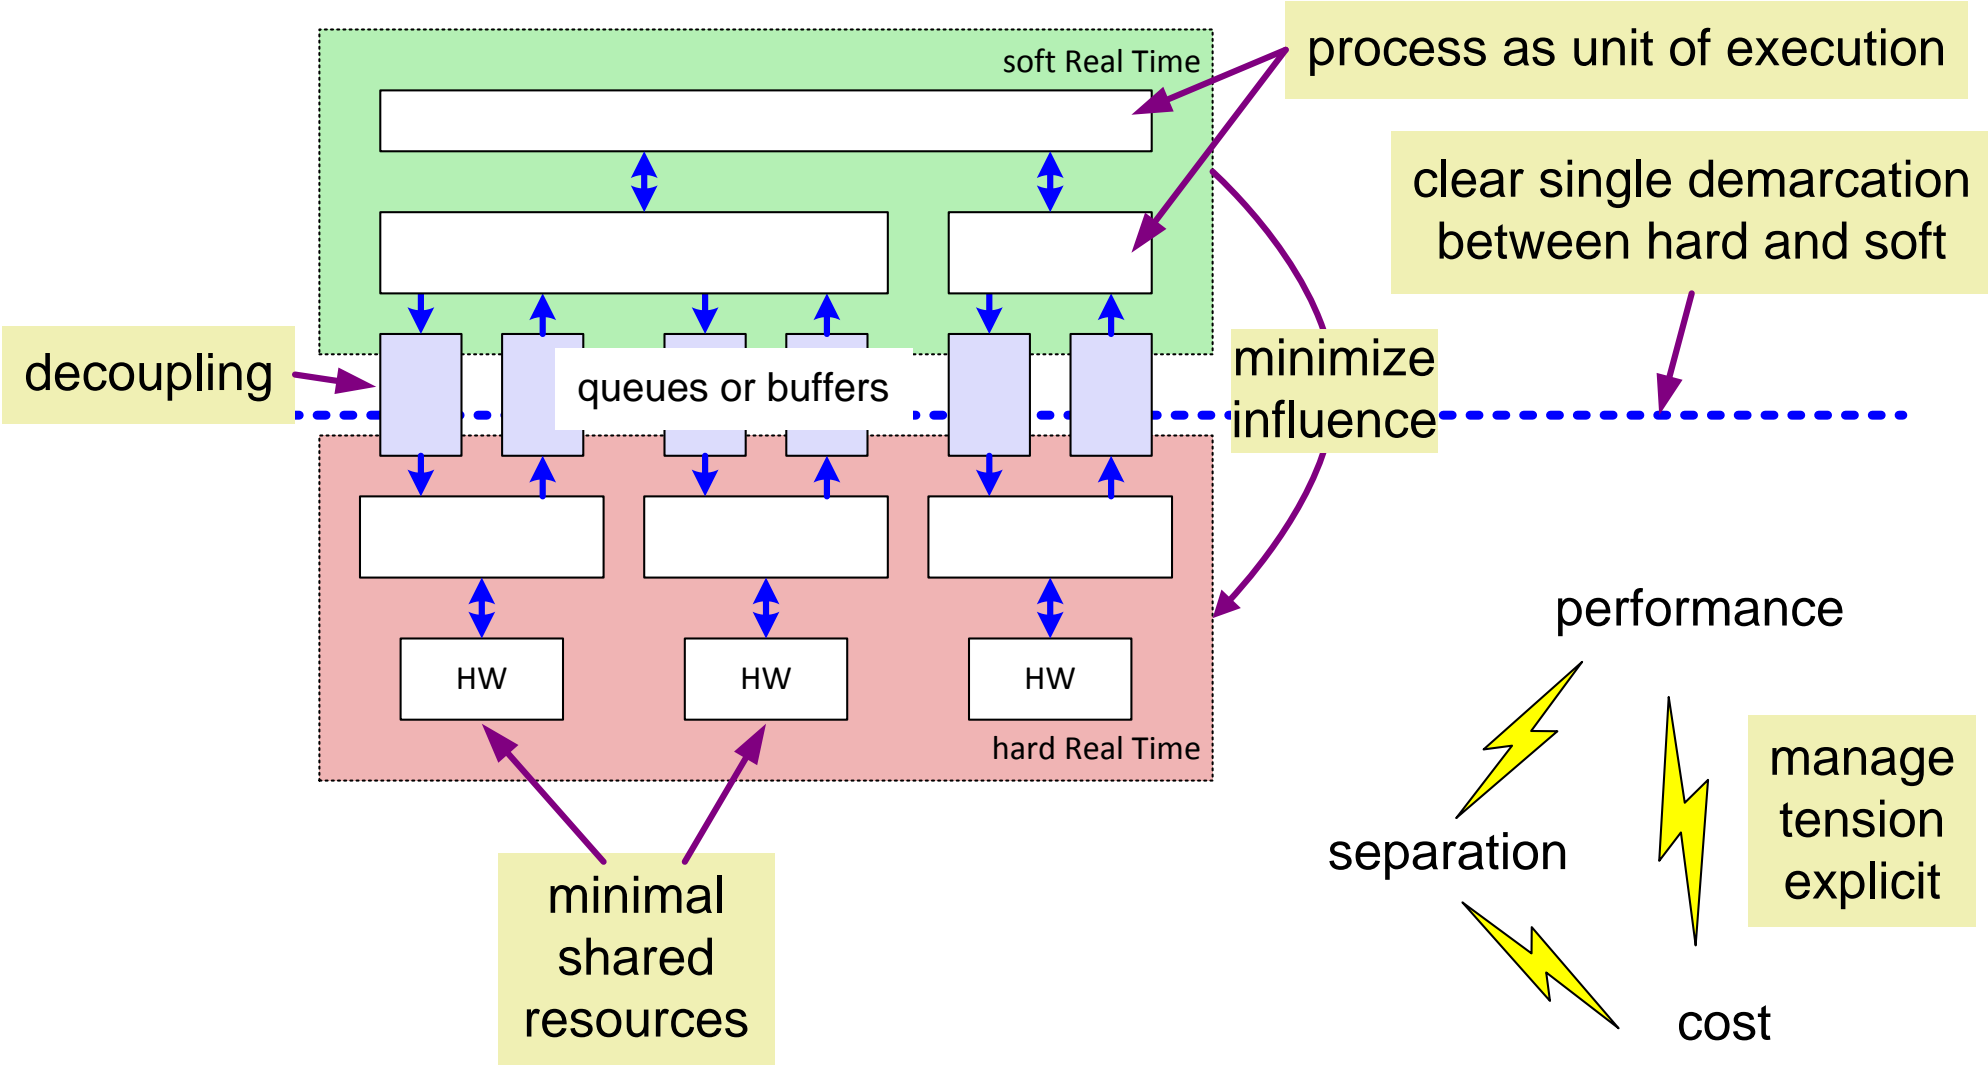 soft Real Time
process as unit of execution
clear single demarcation
between hard and soft
decoupling
queues or buffers
minimize
influence
HW
HW
HW
hard Real Time
minimal
shared
resources
performance
separation
cost
manage
tension
explicit